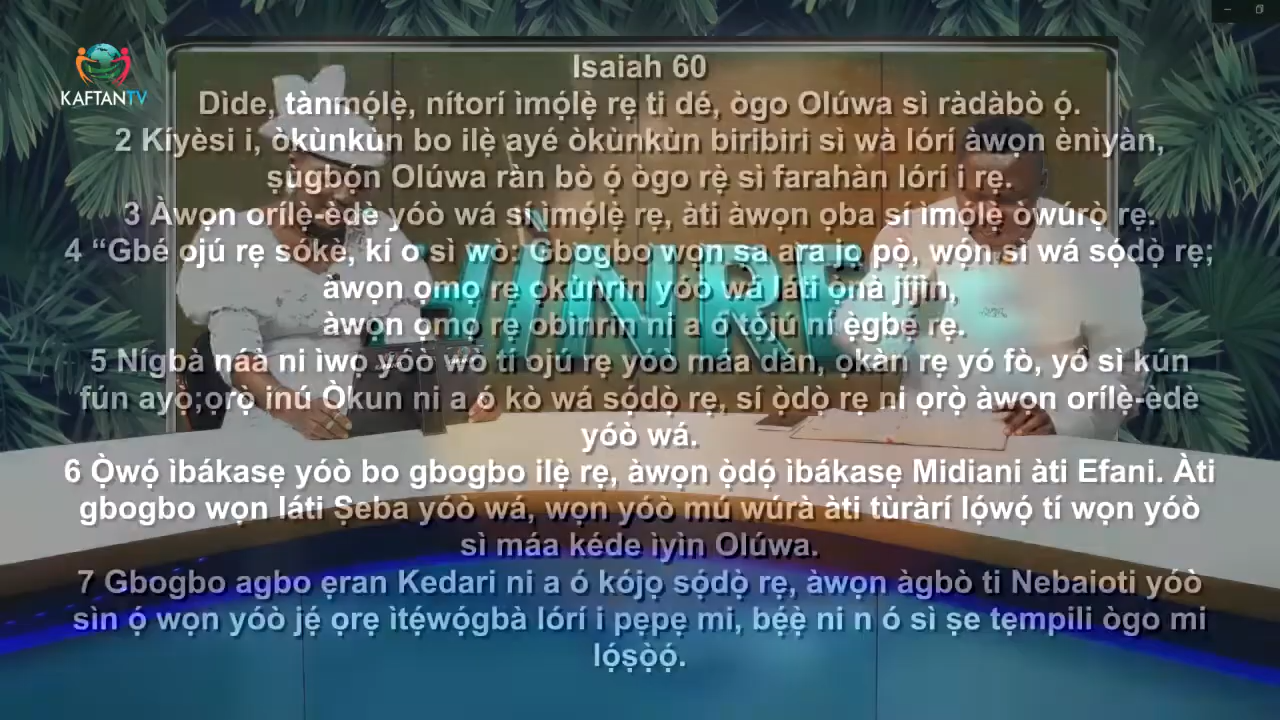 KAFTANTV
Isaiah 60
Dìde, tànmọ́lẹ̀, nítorí ìmọ́lẹ̀ rẹ ti dé, ògo Olúwa sì ràdàbò ọ́.
2 Kíyèsi i, òkùnkùn bo ilẹ̀ ayé òkùnkùn biribiri sì wà lórí àwọn ènìyàn,
ṣùgbọ́n Olúwa ràn bò ọ́ ògo rẹ̀ sì farahàn lórí i rẹ.
3 Àwọn orílẹ̀-èdè yóò wá sí ìmọ́lẹ̀ rẹ, àti àwọn ọba sí ìmọ́lẹ̀ òwúrọ̀ rẹ.
4 “Gbé ojú rẹ sókè, kí o sì wò: Gbogbo wọn sa ara jọ pọ̀, wọ́n sì wá sọ́dọ̀ rẹ;
àwọn ọmọ rẹ ọkùnrin yóò wá láti ọ̀nà jíjìn,
àwọn ọmọ rẹ obìnrin ni a ó tọ́jú ní ẹ̀gbẹ́ rẹ.
5 Nígbà náà ni ìwọ yóò wò tí ojú rẹ yóò máa dán, ọkàn rẹ yó fò, yó sì kún
fún ayọ̀;ọrọ̀ inú Òkun ni a ó kò wá sọ́dọ̀ rẹ, sí ọ̀dọ̀ rẹ ni ọrọ̀ àwọn orílẹ̀-èdè
yóò wá.
6 Ọ̀wọ́ ìbákasẹ yóò bo gbogbo ilẹ̀ rẹ, àwọn ọ̀dọ́ ìbákasẹ Midiani àti Efani. Àti
gbogbo wọn láti Ṣeba yóò wá, wọn yóò mú wúrà àti tùràrí lọ́wọ́ tí wọn yóò
sì máa kéde ìyìn Olúwa.
7 Gbogbo agbo ẹran Kedari ni a ó kójọ sọ́dọ̀ rẹ, àwọn àgbò ti Nebaioti yóò
sìn ọ́ wọn yóò jẹ́ ọrẹ ìtẹ́wọ́gbà lórí i pẹpẹ mi, bẹ́ẹ̀ ni n ó sì ṣe tẹmpili ògo mi
lọ́ṣọ̀ọ́.